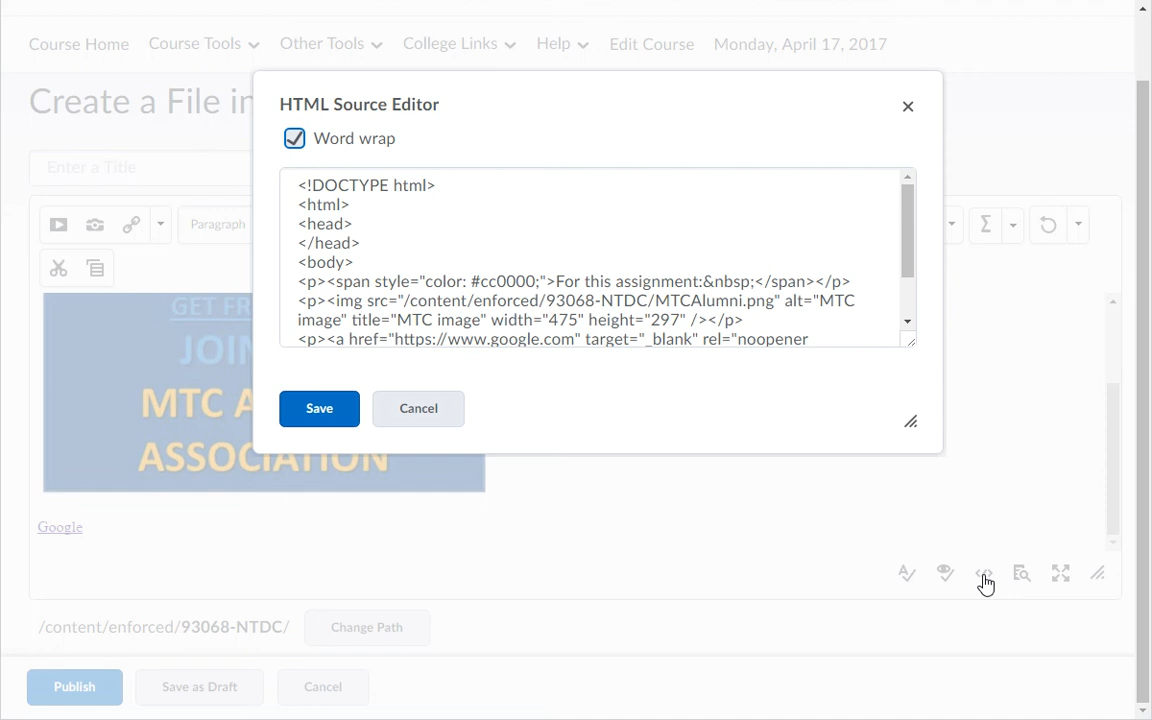 Course Home Course Tools Other Tools College Links Help Edit Course Monday, April 17, 2017
Create a File in
HTML Source Editor
Word wrap
Enter a Title
<!DOCTYPE html>
<html>
<head>
</head>
<body>
<p><span style="color: #cc0000;">For this assignment:&nbsp;</span></p>
<p><img src="/content/enforced/93068-NTDC/MTCAlumni.png" alt="MTC
image" title="MTC image" width="475" height="297" /></p>
<p><a href="https://www.google.com" target="_blank" rel="noopener
Paragraph
GET FR
JOIN
MTC A
ASSOCIATION
Save Cancel
Google
/content/enforced/93068-NTDC/ Change Path
Publish Save as Draft Cancel